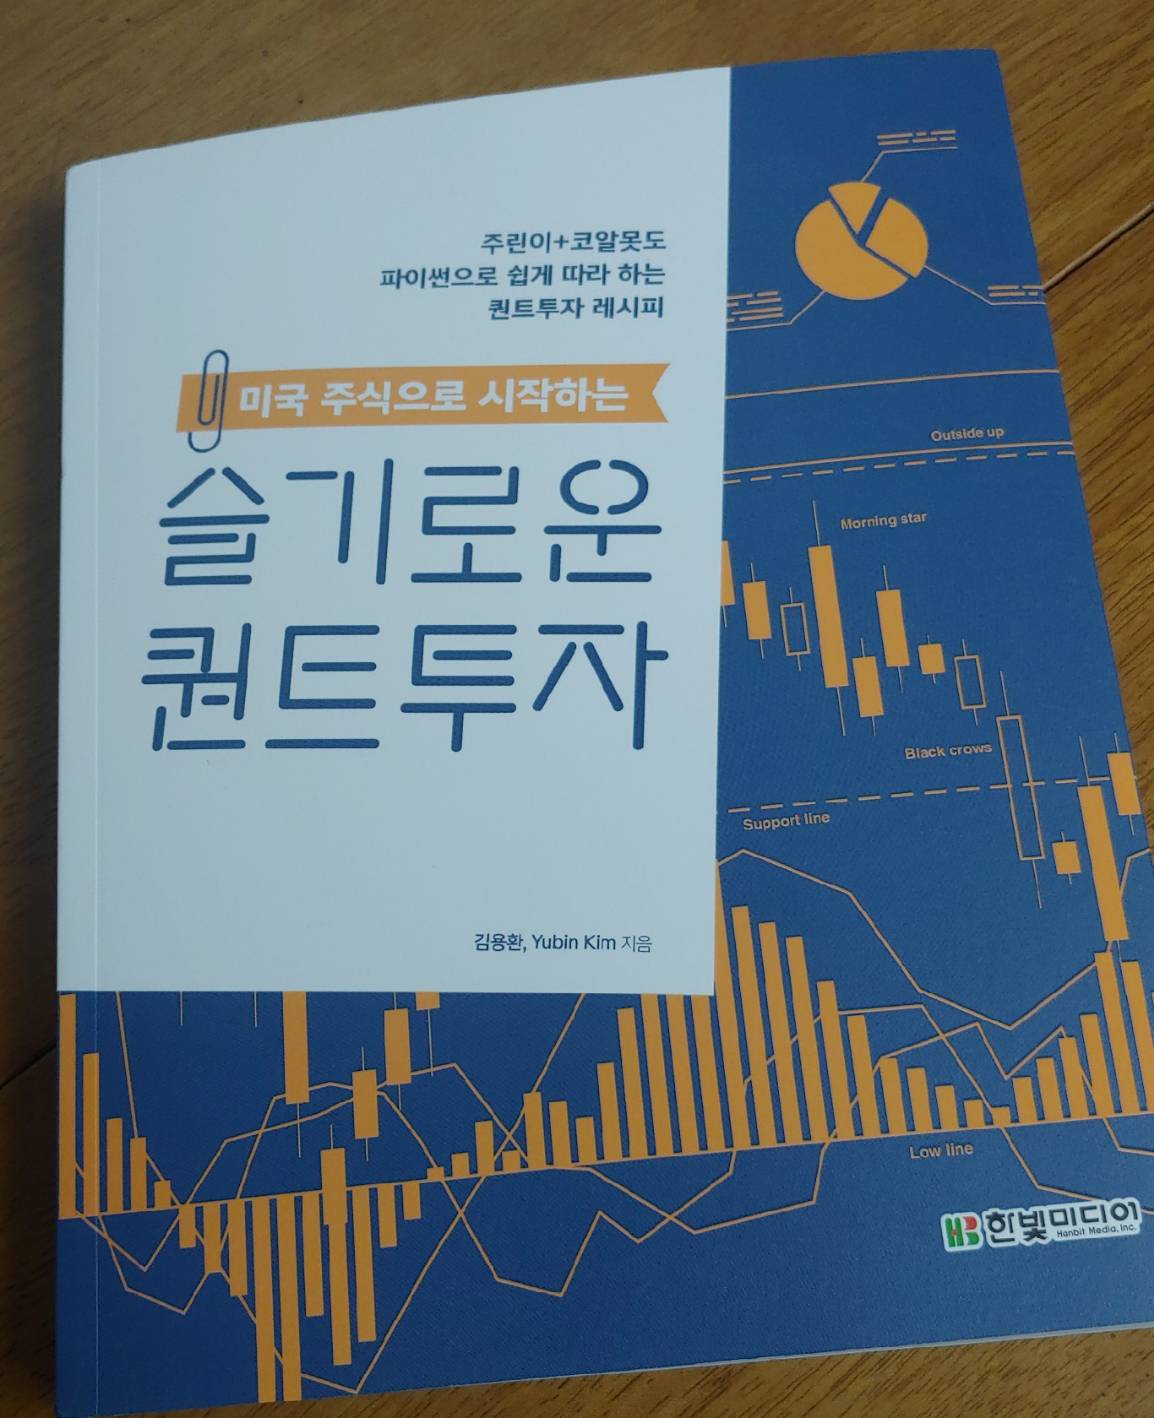 주린이+코알못도
파이썬으로 쉽게 따라 하는
퀀트투자 레시피
미국 주식으로 시작하는
슬기로운
퀀트투자
김용환, Yubin Kim 지음
Outside up
Morning star
Black crows
Support line
Low line
HB 한빛미디어
Hanbit Media, Inc.